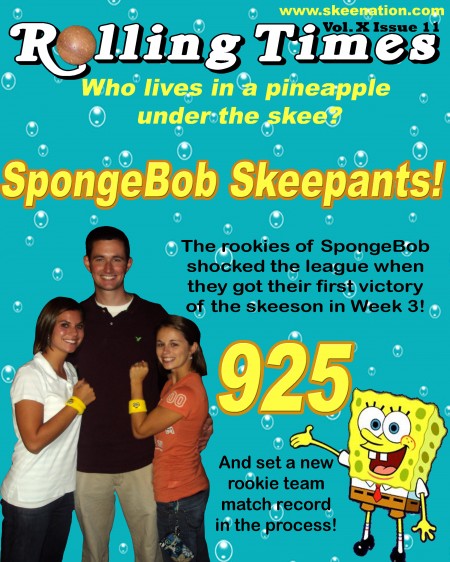 www.skeenation.com
Vol. X Issue 11
Rolling Times
Who lives in a pineapple
under the skee?
SpongeBob Skeepants!
The rookies of SpongeBob
shocked the league when
they got their first victory
of the skeeson in Week 3!
925
And set a new
rookie team
match record
in the process!